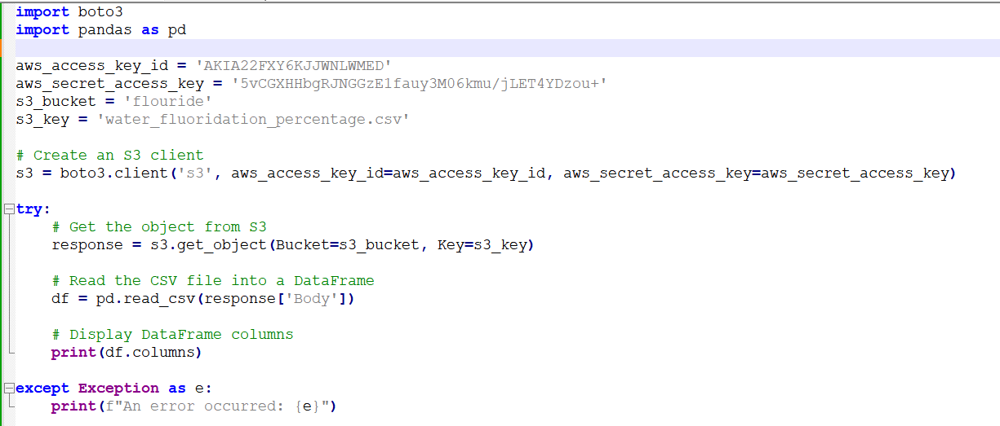 import boto3
import pandas as pd
aws_access_key_id = 'AKIA22FXY6KJJWNLWMED'
aws_secret_access_key = '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'
s3_bucket = 'flouride'
s3_key = 'water_fluoridation_percentage.csv'
# Create an S3 client
s3 = boto3.client('s3', aws_access_key_id=aws_access_key_id, aws_secret_access_key=aws_secret_access_key)
try:
    # Get the object from S3
    response = s3.get_object(Bucket=s3_bucket, Key=s3_key)
    # Read the CSV file into a DataFrame
    df = pd.read_csv(response['Body'])
    # Display DataFrame columns
    print(df.columns)
except Exception as e:
    print(f"An error occurred: {e}")